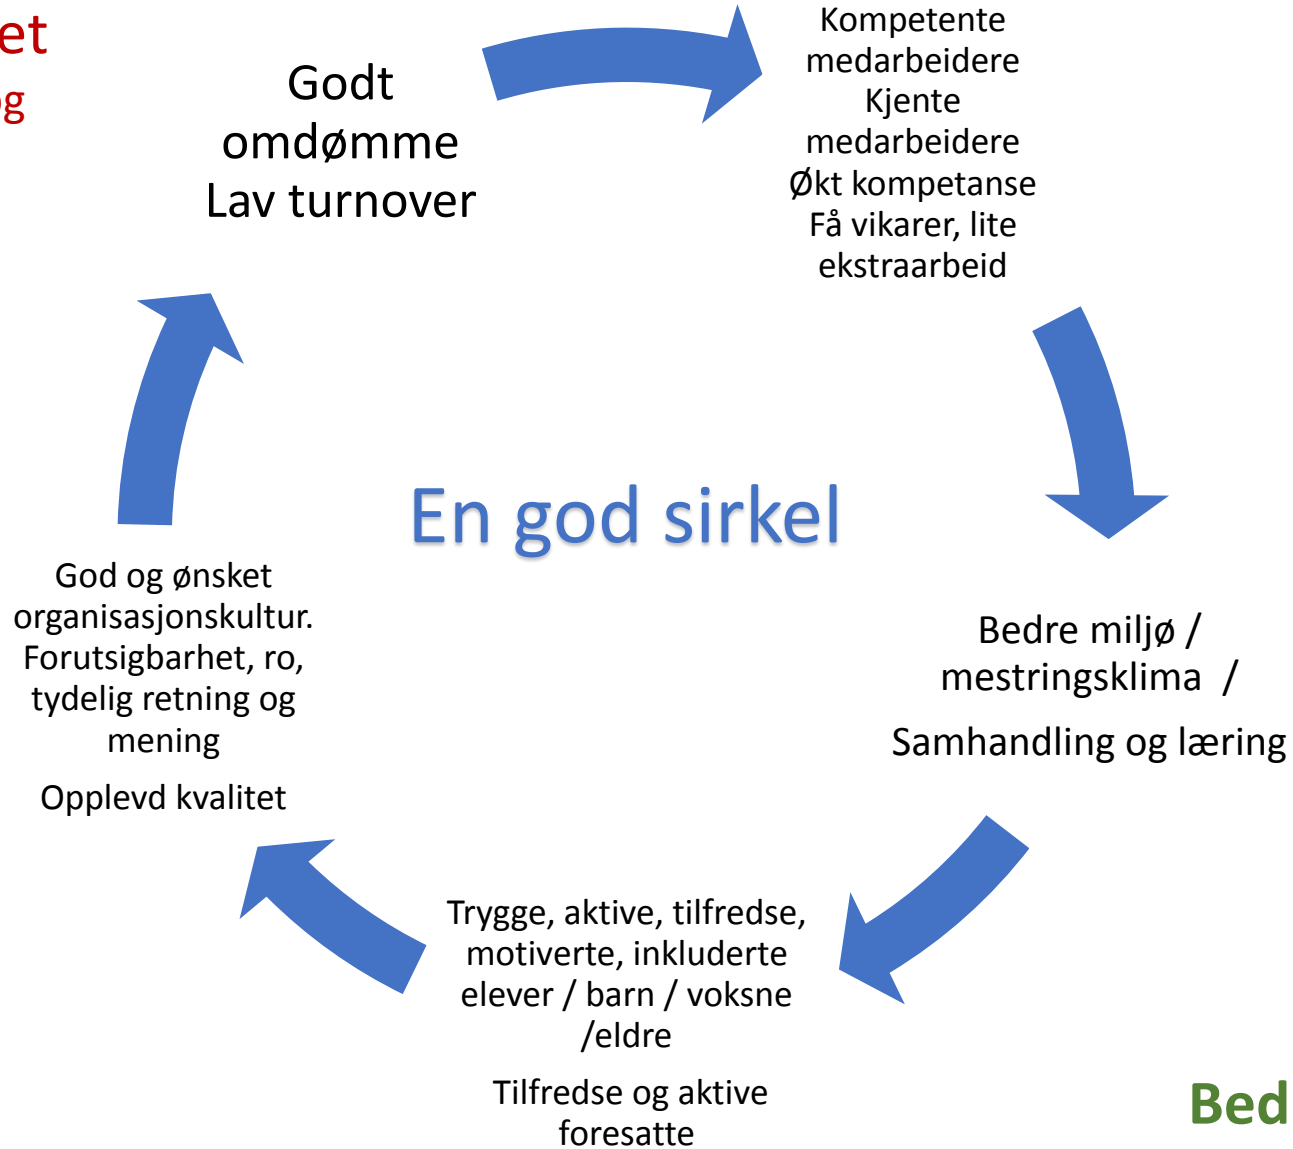 et
og
Godt
omdømme
Lav turnover
Kompetente
medarbeidere
Kjente
medarbeidere
Økt kompetanse
Få vikarer, lite
ekstraarbeid
En god sirkel
Bedre miljø /
mestringsklima /
Samhandling og læring
Trygge, aktive, tilfredse,
motiverte, inkluderte
elever / barn / voksne
/eldre
Tilfredse og aktive
foresatte
God og ønsket
organisasjonskultur.
Forutsigbarhet, ro,
tydelig retning og
mening
Opplevd kvalitet
Bed